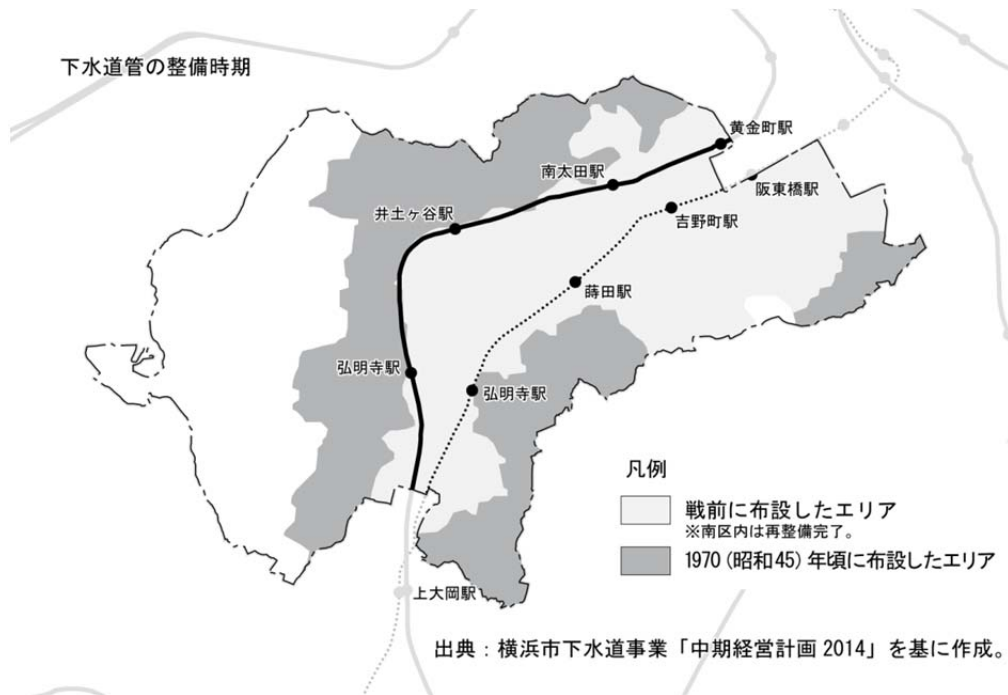 下水道管の整備時期
黄金町駅
南太田駅
阪東橋駅
井土ヶ谷駅
吉野町駅
蒔田駅
弘明寺駅
弘明寺駅
凡例
戦前に布設したエリア
※南区内は再整備完了。
1970(昭和45)年頃に布設したエリア
上大岡駅
出典：横浜市下水道事業「中期経営計画2014」を基に作成。